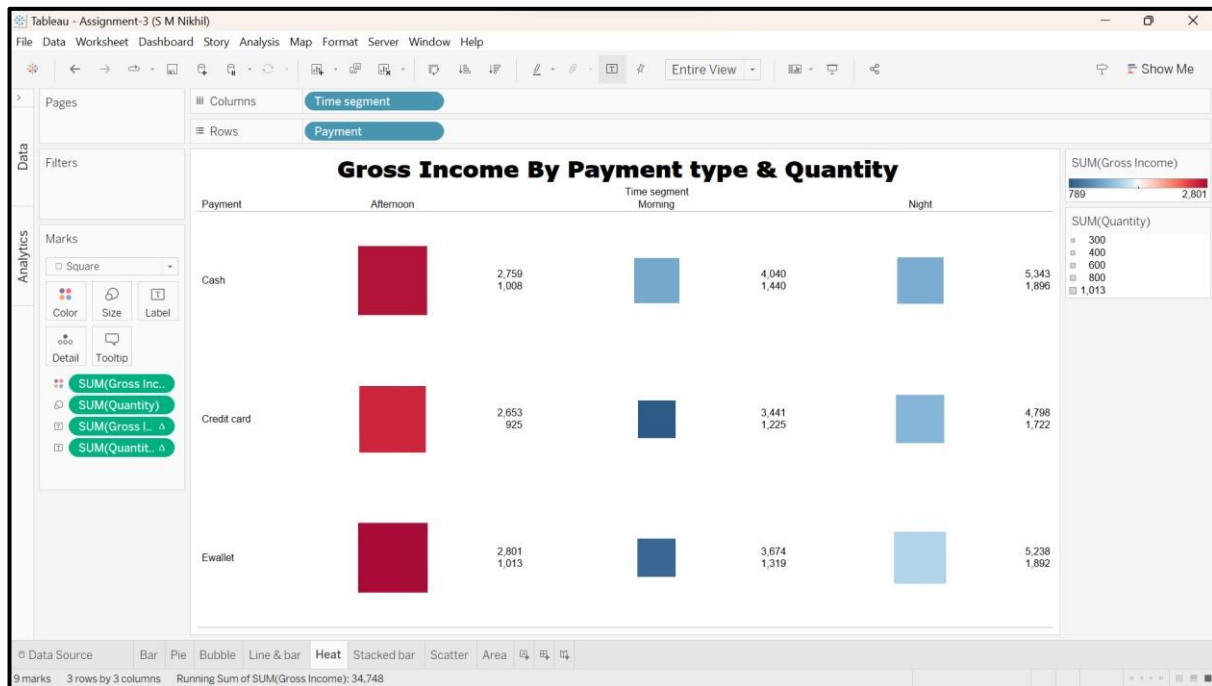 Tableau - Assignment-3 (S M Nikhil)
File Data Worksheet Dashboard Story Analysis Map Format Server Window Help
Entire View
Show Me
Pages
Columns
Time segment
Rows
Payment
Data
Analytics
Filters
Marks
Square
Color Size Label
Detail Tooltip
SUM(Gross Inc..
SUM(Quantity)
SUM(Gross I.. Δ
SUM(Quantit.. Δ
Gross Income By Payment type & Quantity
Time segment
Payment Afternoon Morning Night
Cash
2,759 4,040 5,343
1,008 1,440 1,896
Credit card
2,653 3,441 4,798
925 1,225 1,722
Ewallet
2,801 3,674 5,238
1,013 1,319 1,892
SUM(Gross Income)
789 2,801
SUM(Quantity)
300
400
600
800
1,013
Data Source Bar Pie Bubble Line & bar Heat Stacked bar Scatter Area
9 marks 3 rows by 3 columns Running Sum of SUM(Gross Income): 34,748